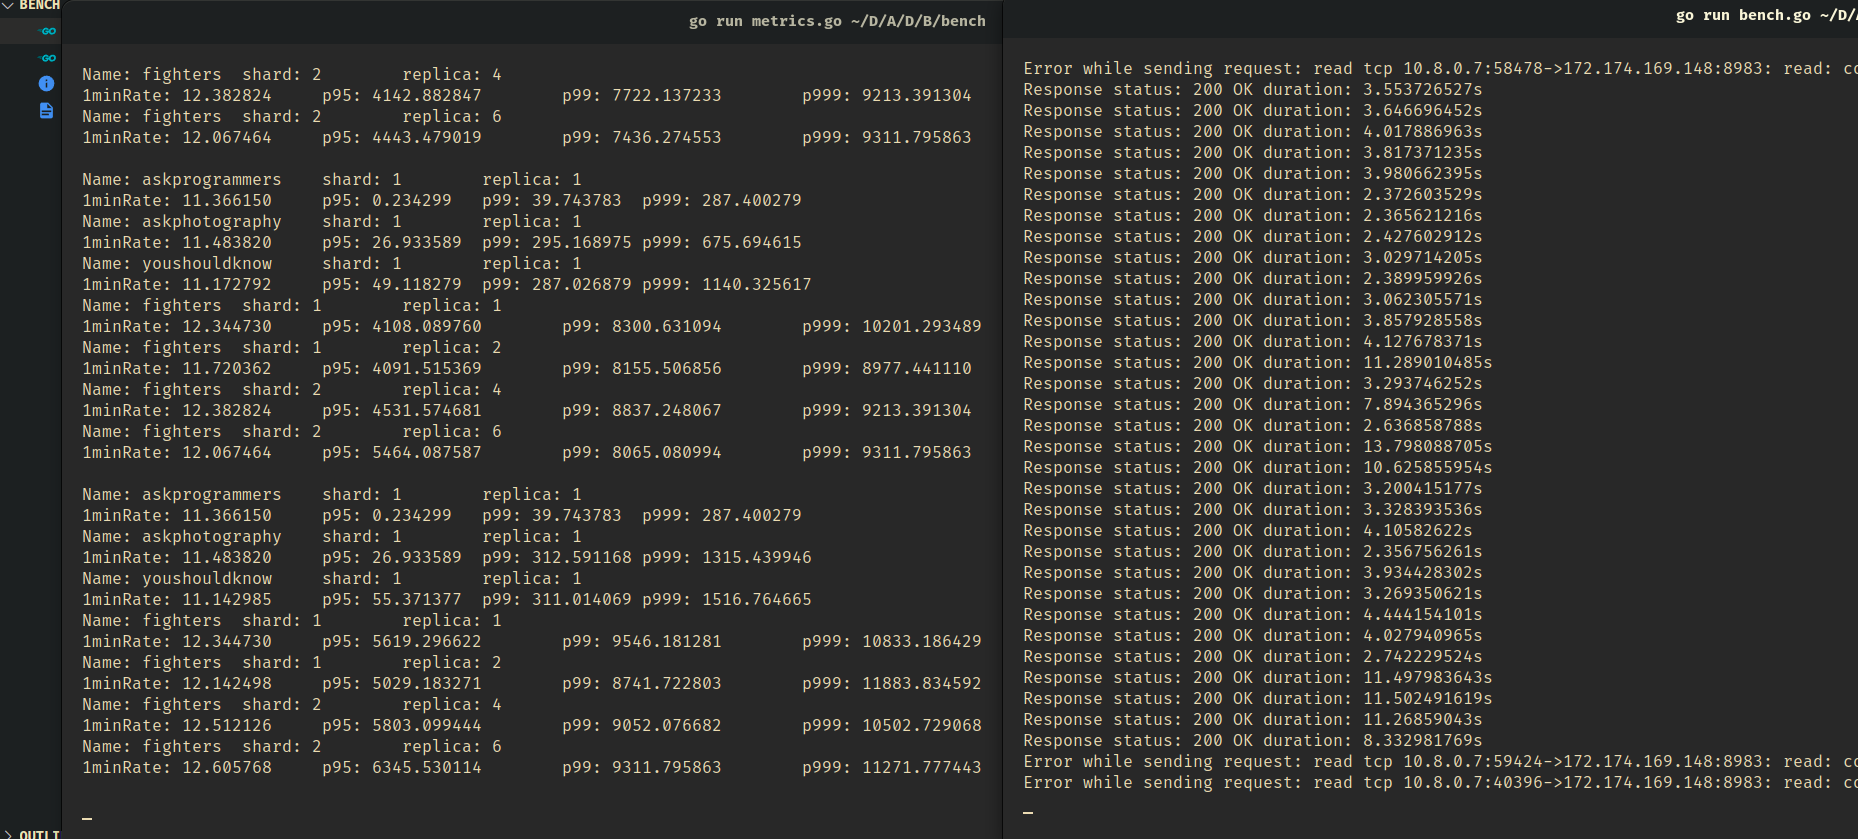 BENCH
GO
GO
OUTLI
go run metrics.go ~/D/A/D/B/bench
Name: fighters shard: 2 replica: 4
1minRate: 12.382824 p95: 4142.882847 p99: 7722.137233 p999: 9213.391304
Name: fighters shard: 2 replica: 6
1minRate: 12.067464 p95: 4443.479019 p99: 7436.274553 p999: 9311.795863
Name: askprogrammers shard: 1 replica: 1
1minRate: 11.366150 p95: 0.234299 p99: 39.743783 p999: 287.400279
Name: askphotography shard: 1 replica: 1
1minRate: 11.483820 p95: 26.933589 p99: 295.168975 p999: 675.694615
Name: youshouldknow shard: 1 replica: 1
1minRate: 11.172792 p95: 49.118279 p99: 287.026879 p999: 1140.325617
Name: fighters shard: 1 replica: 1
1minRate: 12.344730 p95: 4108.089760 p99: 8300.631094 p999: 10201.293489
Name: fighters shard: 1 replica: 2
1minRate: 11.720362 p95: 4091.515369 p99: 8155.506856 p999: 8977.441110
Name: fighters shard: 2 replica: 4
1minRate: 12.382824 p95: 4531.574681 p99: 8837.248067 p999: 9213.391304
Name: fighters shard: 2 replica: 6
1minRate: 12.067464 p95: 5464.087587 p99: 8065.080994 p999: 9311.795863
Name: askprogrammers shard: 1 replica: 1
1minRate: 11.366150 p95: 0.234299 p99: 39.743783 p999: 287.400279
Name: askphotography shard: 1 replica: 1
1minRate: 11.483820 p95: 26.933589 p99: 312.591168 p999: 1315.439946
Name: youshouldknow shard: 1 replica: 1
1minRate: 11.142985 p95: 55.371377 p99: 311.014069 p999: 1516.764665
Name: fighters shard: 1 replica: 1
1minRate: 12.344730 p95: 5619.296622 p99: 9546.181281 p999: 10833.186429
Name: fighters shard: 1 replica: 2
1minRate: 12.142498 p95: 5029.183271 p99: 8741.722803 p999: 11883.834592
Name: fighters shard: 2 replica: 4
1minRate: 12.512126 p95: 5803.099444 p99: 9052.076682 p999: 10502.729068
Name: fighters shard: 2 replica: 6
1minRate: 12.605768 p95: 6345.530114 p99: 9311.795863 p999: 11271.777443
go run bench.go ~/D/
Error while sending request: read tcp 10.8.0.7:58478->172.174.169.148:8983: read: co
Response status: 200 OK duration: 3.553726527s
Response status: 200 OK duration: 3.646696452s
Response status: 200 OK duration: 4.017886963s
Response status: 200 OK duration: 3.817371235s
Response status: 200 OK duration: 3.980662395s
Response status: 200 OK duration: 2.372603529s
Response status: 200 OK duration: 2.365621216s
Response status: 200 OK duration: 2.427602912s
Response status: 200 OK duration: 3.029714205s
Response status: 200 OK duration: 2.389959926s
Response status: 200 OK duration: 3.062305571s
Response status: 200 OK duration: 3.857928558s
Response status: 200 OK duration: 4.127678371s
Response status: 200 OK duration: 11.289010485s
Response status: 200 OK duration: 3.293746252s
Response status: 200 OK duration: 7.894365296s
Response status: 200 OK duration: 2.636858788s
Response status: 200 OK duration: 13.798088705s
Response status: 200 OK duration: 10.625855954s
Response status: 200 OK duration: 3.200415177s
Response status: 200 OK duration: 3.328393536s
Response status: 200 OK duration: 4.10582622s
Response status: 200 OK duration: 2.356756261s
Response status: 200 OK duration: 3.934428302s
Response status: 200 OK duration: 3.269350621s
Response status: 200 OK duration: 4.444154101s
Response status: 200 OK duration: 4.027940965s
Response status: 200 OK duration: 2.742229524s
Response status: 200 OK duration: 11.497983643s
Response status: 200 OK duration: 11.502491619s
Response status: 200 OK duration: 11.26859043s
Response status: 200 OK duration: 8.332981769s
Error while sending request: read tcp 10.8.0.7:59424->172.174.169.148:8983: read: co
Error while sending request: read tcp 10.8.0.7:40396->172.174.169.148:8983: read: co